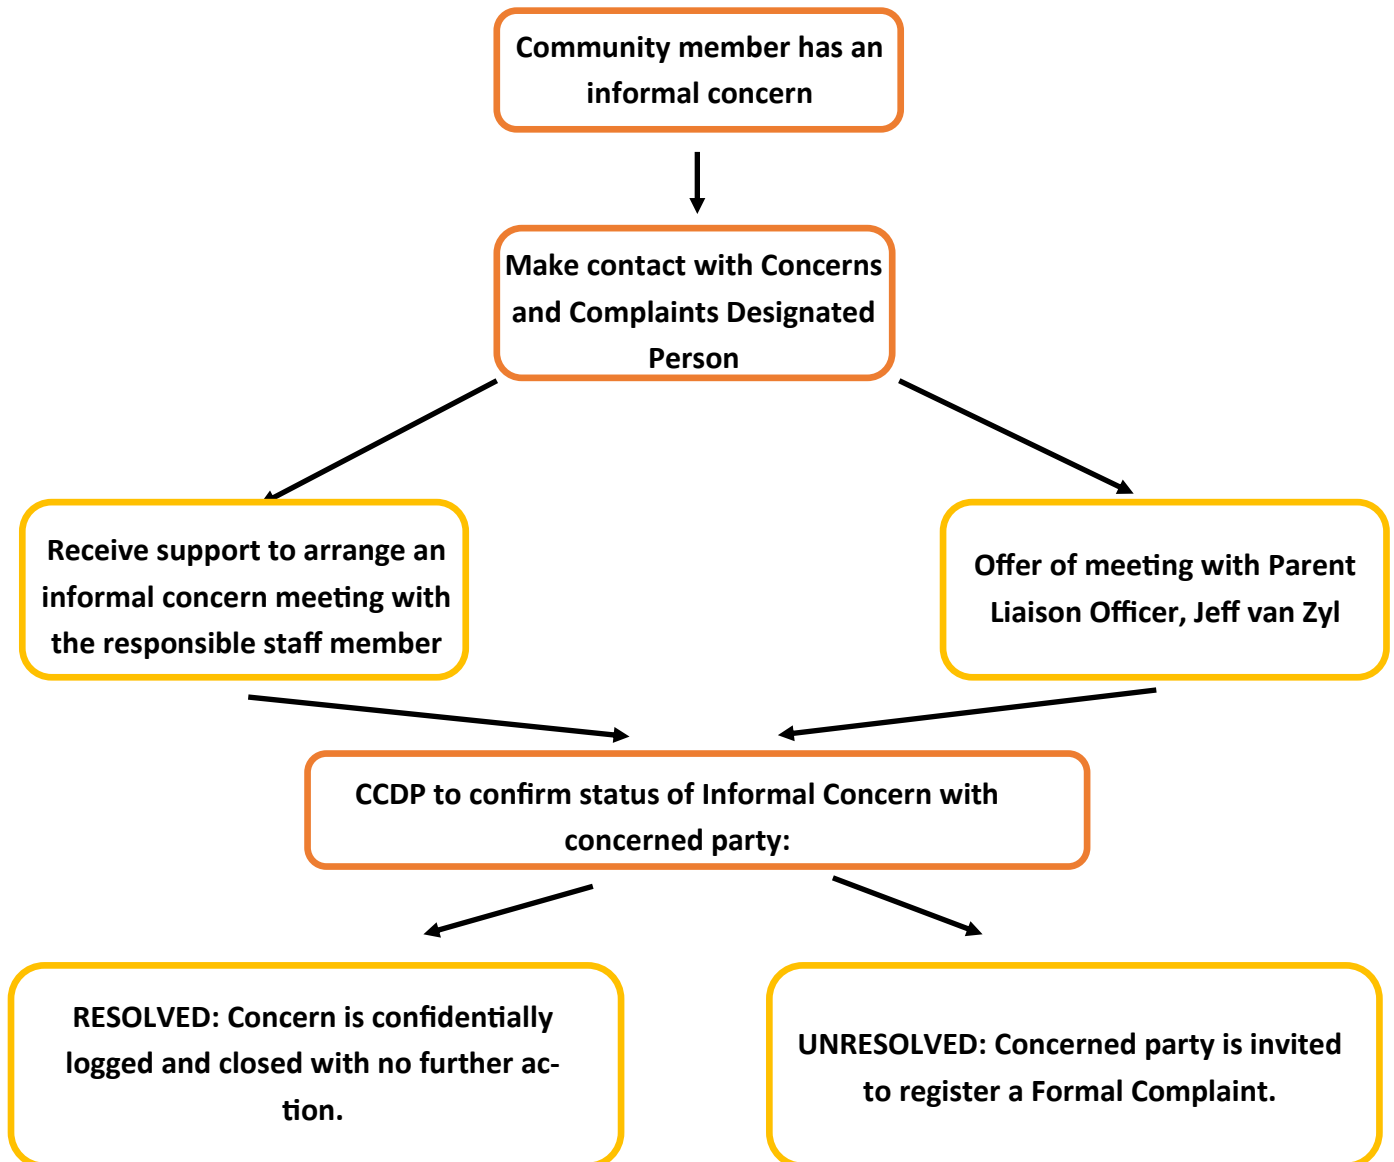 Community member has an
informal concern
Make contact with Concerns
and Complaints Designated
Person
Receive support to arrange an
informal concern meeting with
the responsible staff member
Offer of meeting with Parent
Liaison Officer, Jeff van Zyl
CCDP to confirm status of Informal Concern with
concerned party:
RESOLVED: Concern is confidentially
logged and closed with no further ac-
tion.
UNRESOLVED: Concerned party is invited
to register a Formal Complaint.